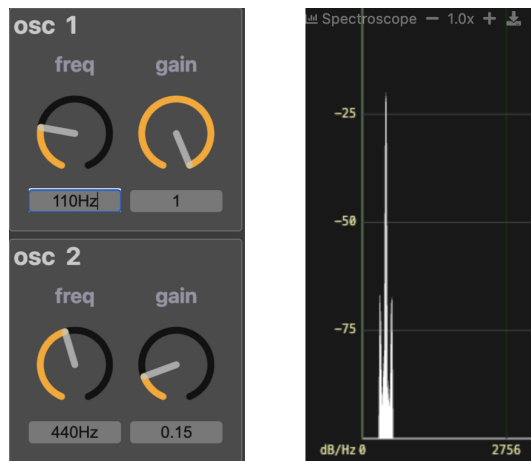 osc 1
freq gain
110Hz 1
osc 2
freq gain
440Hz 0.15
Spectroscope − 1.0x +
-25
-50
-75
dB/Hz 0 2756